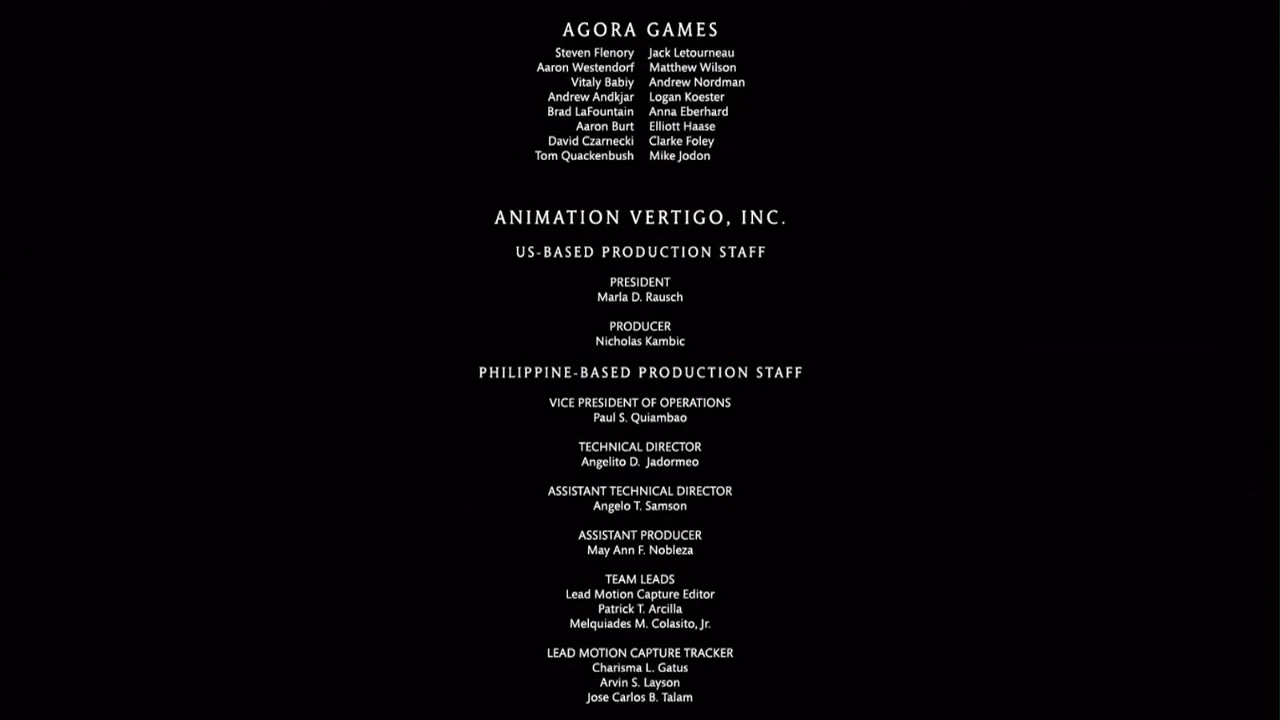 AGORA GAMES
Steven Flenory Jack Letourneau
Aaron Westendorf Matthew Wilson
Vitaly Babiy Andrew Nordman
Andrew Andkjar Logan Koester
Brad LaFountain Anna Eberhard
Aaron Burt Elliott Haase
David Czarnecki Clarke Foley
Tom Quackenbush Mike Jodon
ANIMATION VERTIGO, INC.
US-BASED PRODUCTION STAFF
PRESIDENT
Marla D. Rausch
PRODUCER
Nicholas Kambic
PHILIPPINE-BASED PRODUCTION STAFF
VICE PRESIDENT OF OPERATIONS
Paul S. Quiambao
TECHNICAL DIRECTOR
Angelito D. Jadormeo
ASSISTANT TECHNICAL DIRECTOR
Angelo T. Samson
ASSISTANT PRODUCER
May Ann F. Nobleza
TEAM LEADS
Lead Motion Capture Editor
Patrick T. Arcilla
Melquiades M. Colasito, Jr.
LEAD MOTION CAPTURE TRACKER
Charisma L. Gatus
Arvin S. Layson
Jose Carlos B. Talam